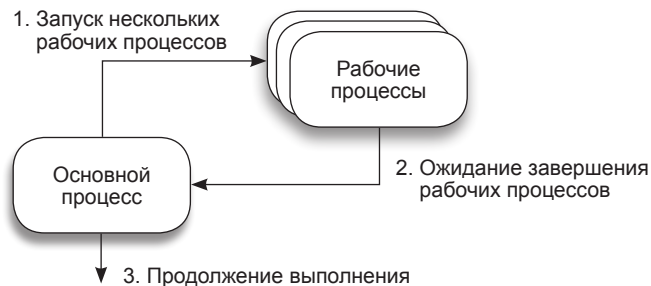 1. Запуск нескольких
рабочих процессов
Рабочие
процессы
Основной
процесс
2. Ожидание завершения
рабочих процессов
3. Продолжение выполнения